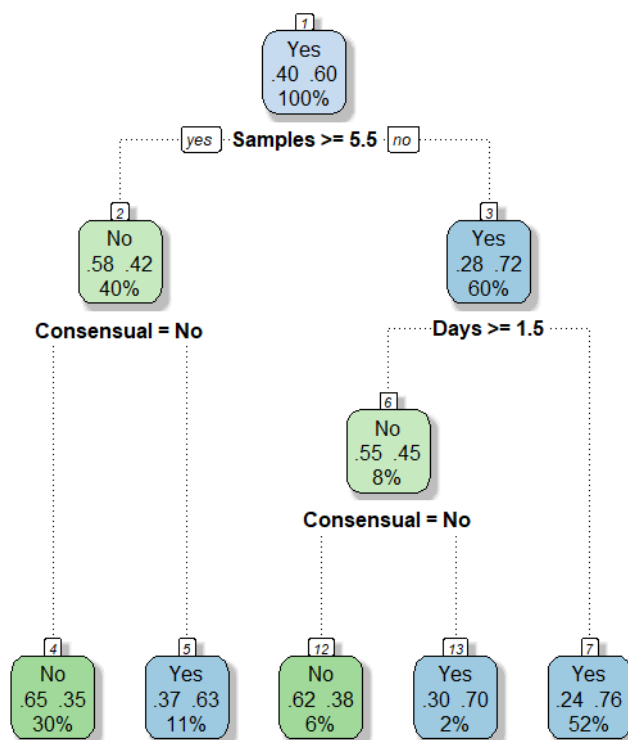 1
Yes
.40 .60
100%
yes Samples >= 5.5 no
2
No
.58 .42
40%
3
Yes
.28 .72
60%
Consensual = No
Days >= 1.5
6
No
.55 .45
8%
Consensual = No
4
No
.65 .35
30%
5
Yes
.37 .63
11%
12
No
.62 .38
6%
13
Yes
.30 .70
2%
7
Yes
.24 .76
52%